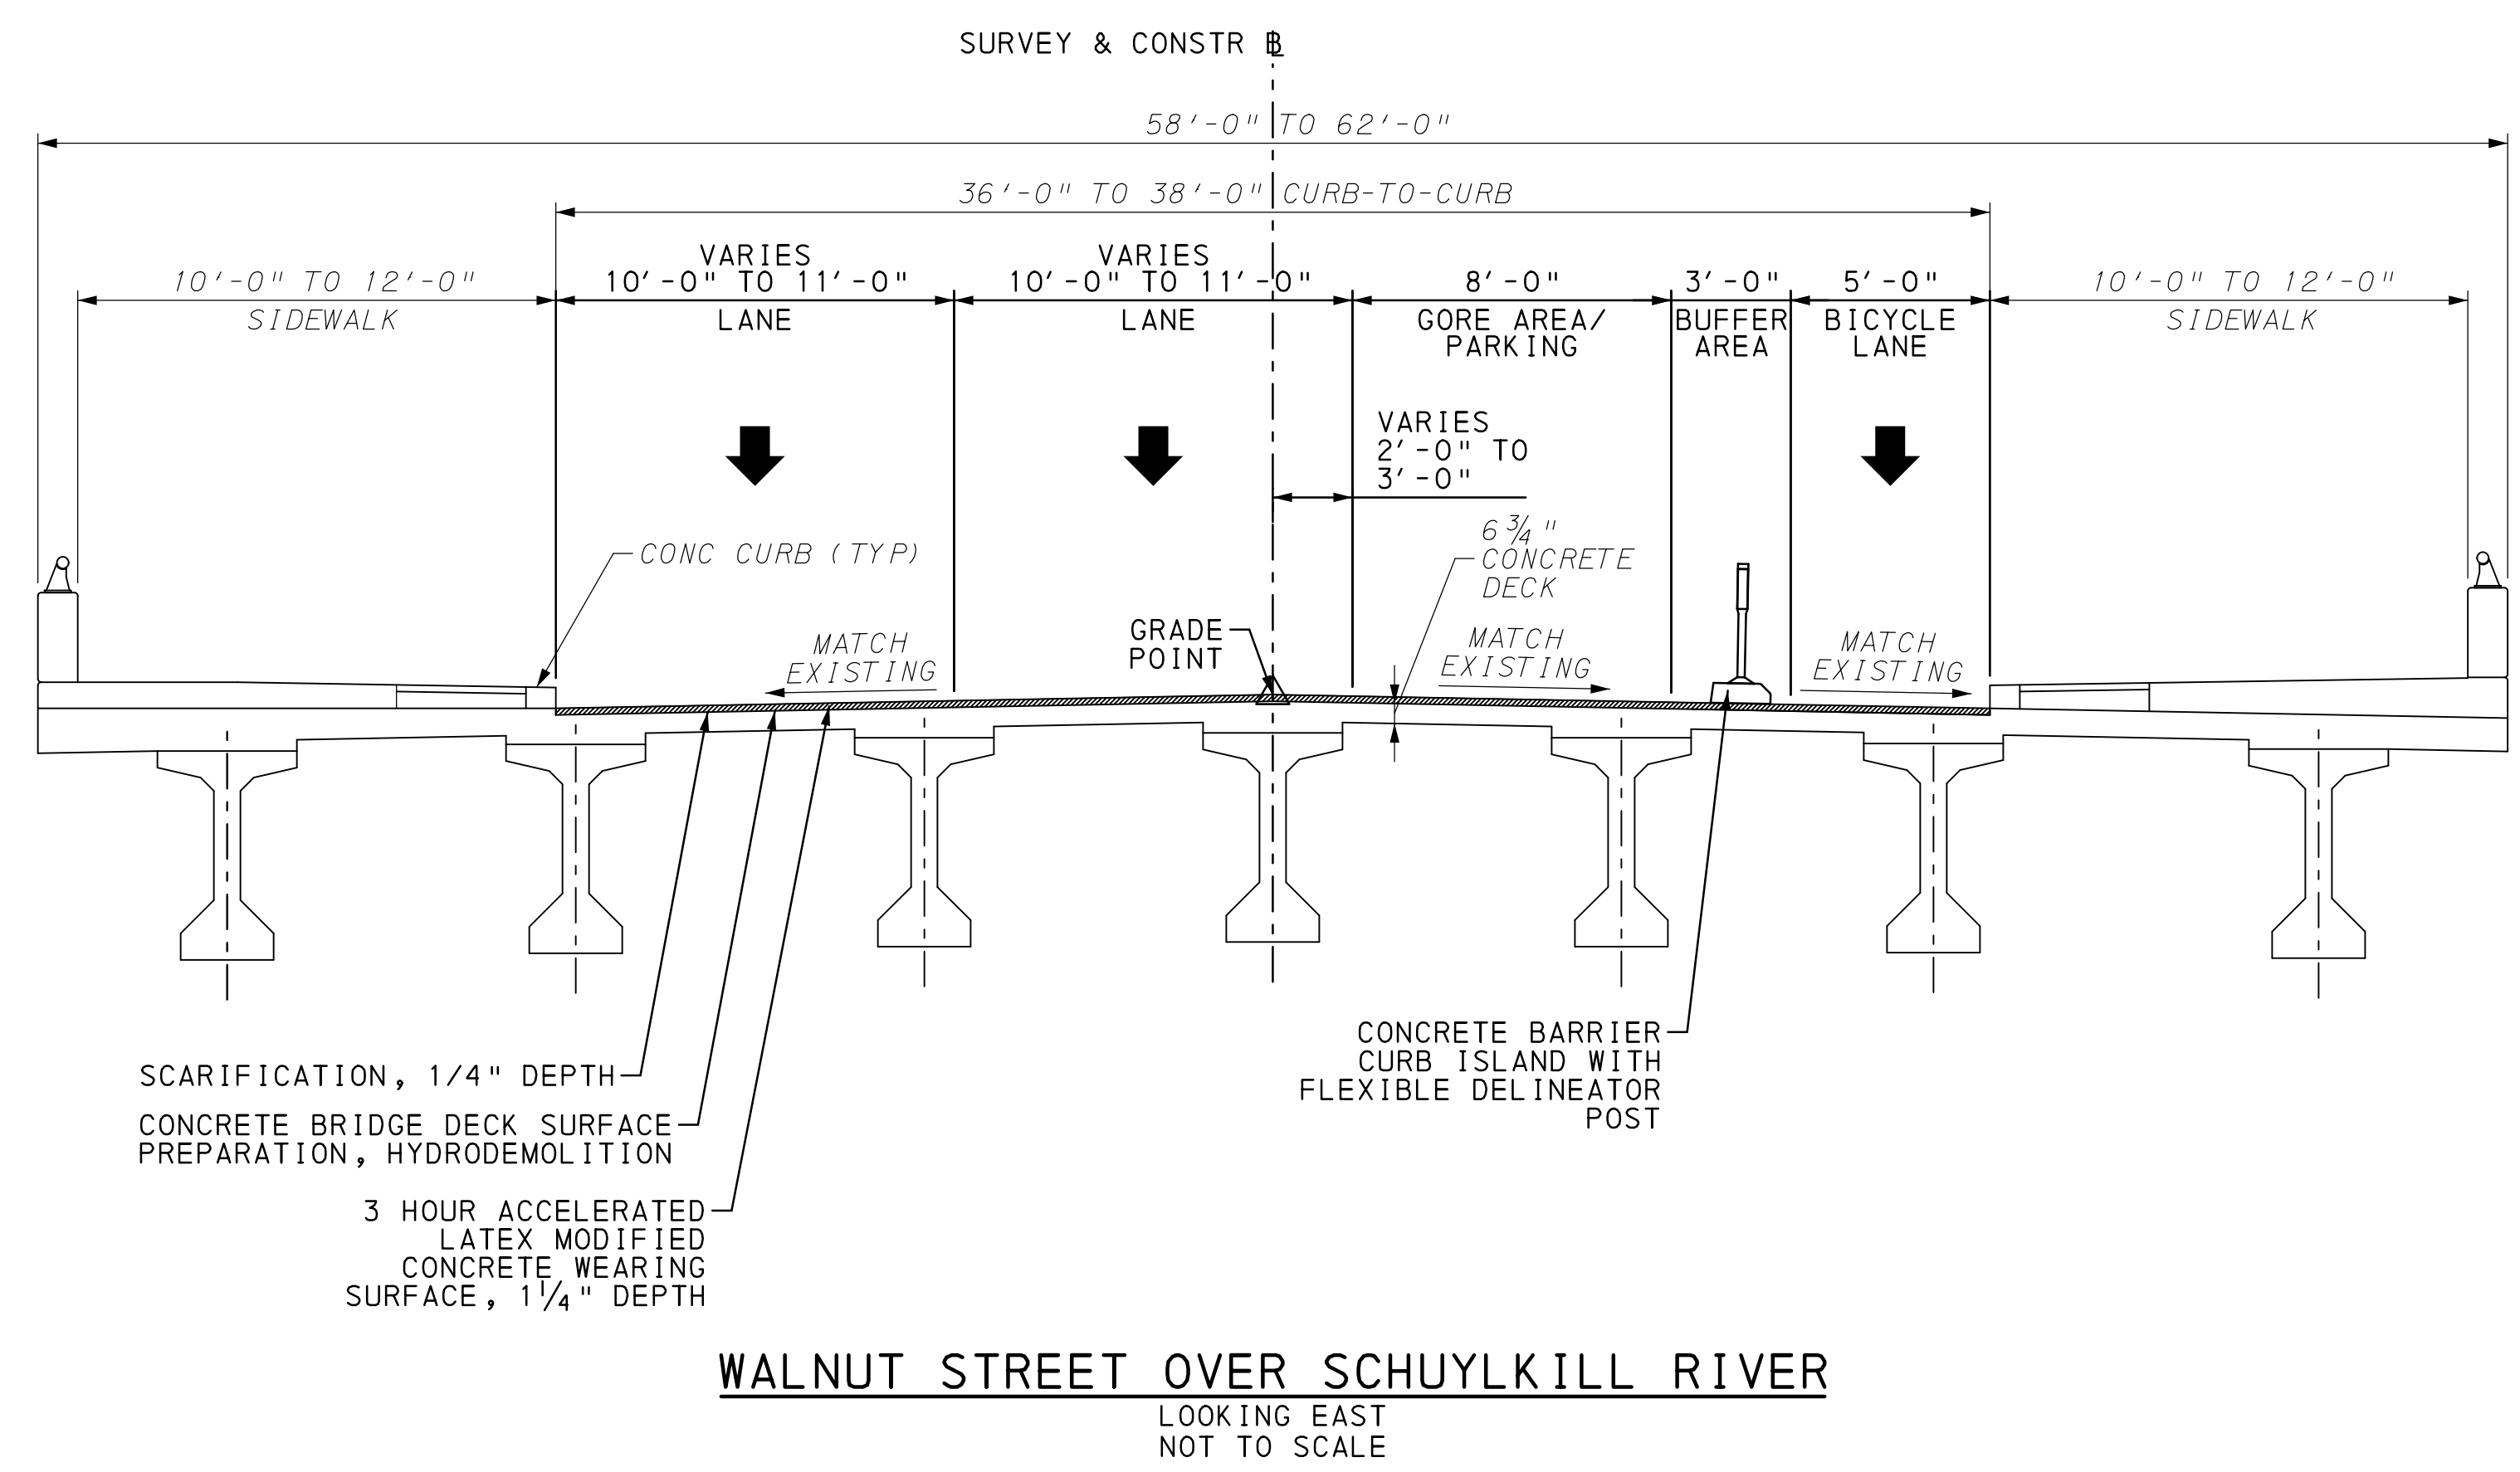 SURVEY & CONSTR B
58'-0" TO 62'-0"
36'-0" TO 38'-0" CURB-TO-CURB
10'-0" TO 12'-0"
SIDEWALK
VARIES
10'-0" TO 11'-0"
LANE
VARIES
10'-0" TO 11'-0"
LANE
8'-0"
GORE AREA/
PARKING
3'-0"
BUFFER
AREA
5'-0"
BICYCLE
LANE
10'-0" TO 12'-0"
SIDEWALK
VARIES
2'-0" TO
3'-0"
CONC CURB (TYP)
6 3/4"
CONCRETE
DECK
GRADE
POINT
MATCH
EXISTING
MATCH
EXISTING
MATCH
EXISTING
SCARIFICATION, 1/4" DEPTH
CONCRETE BRIDGE DECK SURFACE
PREPARATION, HYDRODEMOLITION
3 HOUR ACCELERATED
LATEX MODIFIED
CONCRETE WEARING
SURFACE, 1 1/4" DEPTH
CONCRETE BARRIER
CURB ISLAND WITH
FLEXIBLE DELINEATOR
POST
WALNUT STREET OVER SCHUYLKILL RIVER
LOOKING EAST
NOT TO SCALE